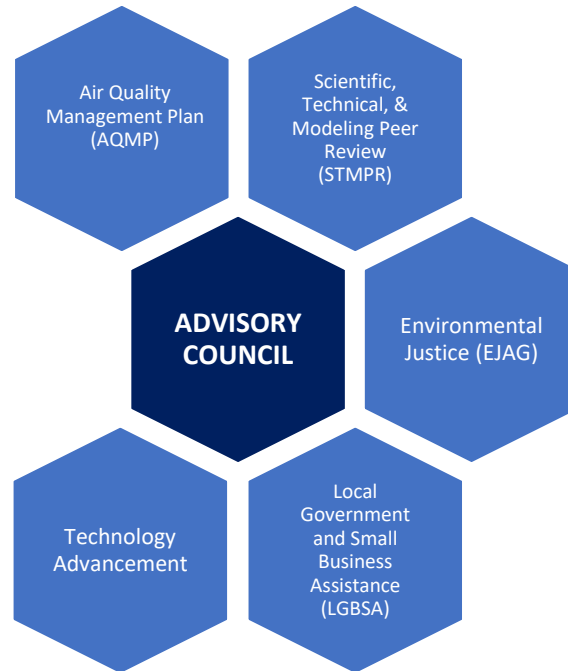 Air Quality
Management Plan
(AQMP)
Scientific,
Technical, &
Modeling Peer
Review
(STMPR)
ADVISORY
COUNCIL
Environmental
Justice (EJAG)
Technology
Advancement
Local
Government
and Small
Business
Assistance
(LGBSA)